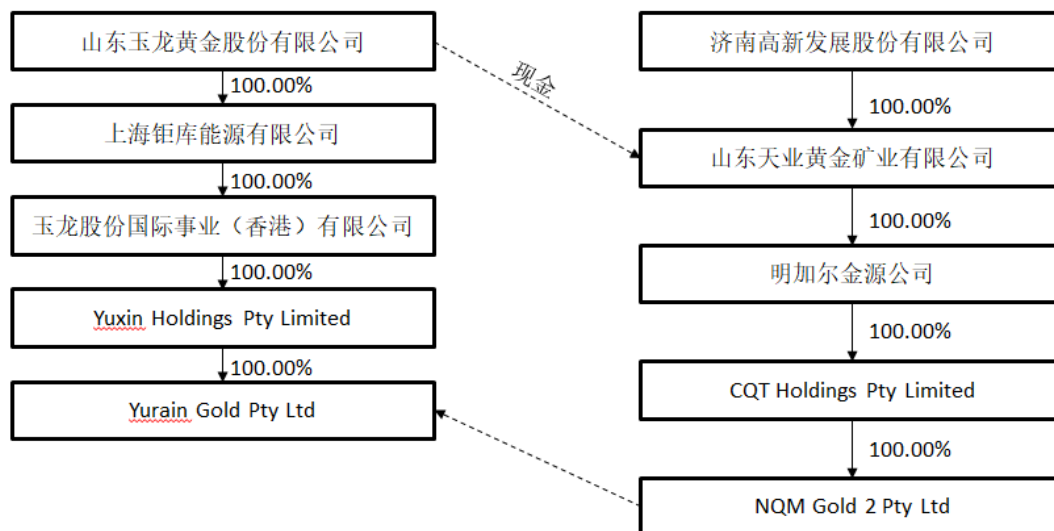 山东玉龙黄金股份有限公司
济南高新发展股份有限公司
现金
100.00%
100.00%
上海钜库能源有限公司
山东天业黄金矿业有限公司
100.00%
100.00%
玉龙股份国际事业（香港）有限公司
明加尔金源公司
100.00%
100.00%
Yuxin Holdings Pty Limited
CQT Holdings Pty Limited
100.00%
100.00%
Yurain Gold Pty Ltd
NQM Gold 2 Pty Ltd